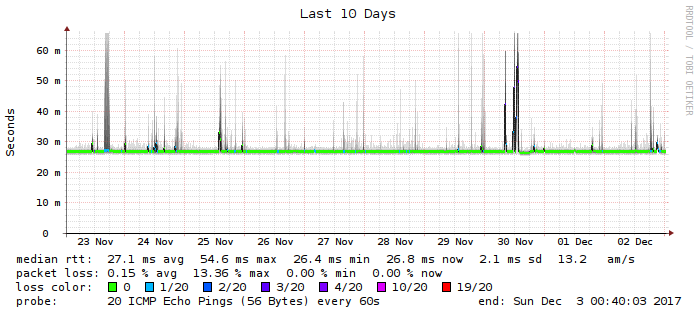 Last 10 Days
RRDTOOL / TOBI OETIKER
Seconds
60 m
50 m
40 m
30 m
20 m
10 m
0
23 Nov 24 Nov 25 Nov 26 Nov 27 Nov 28 Nov 29 Nov 30 Nov 01 Dec 02 Dec
median rtt: 27.1 ms avg 54.6 ms max 26.4 ms min 26.8 ms now 2.1 ms sd 13.2 am/s
packet loss: 0.15 % avg 13.36 % max 0.00 % min 0.00 % now
loss color: 0 1/20 2/20 3/20 4/20 10/20 19/20
probe: 20 ICMP Echo Pings (56 Bytes) every 60s end: Sun Dec 3 00:40:03 2017